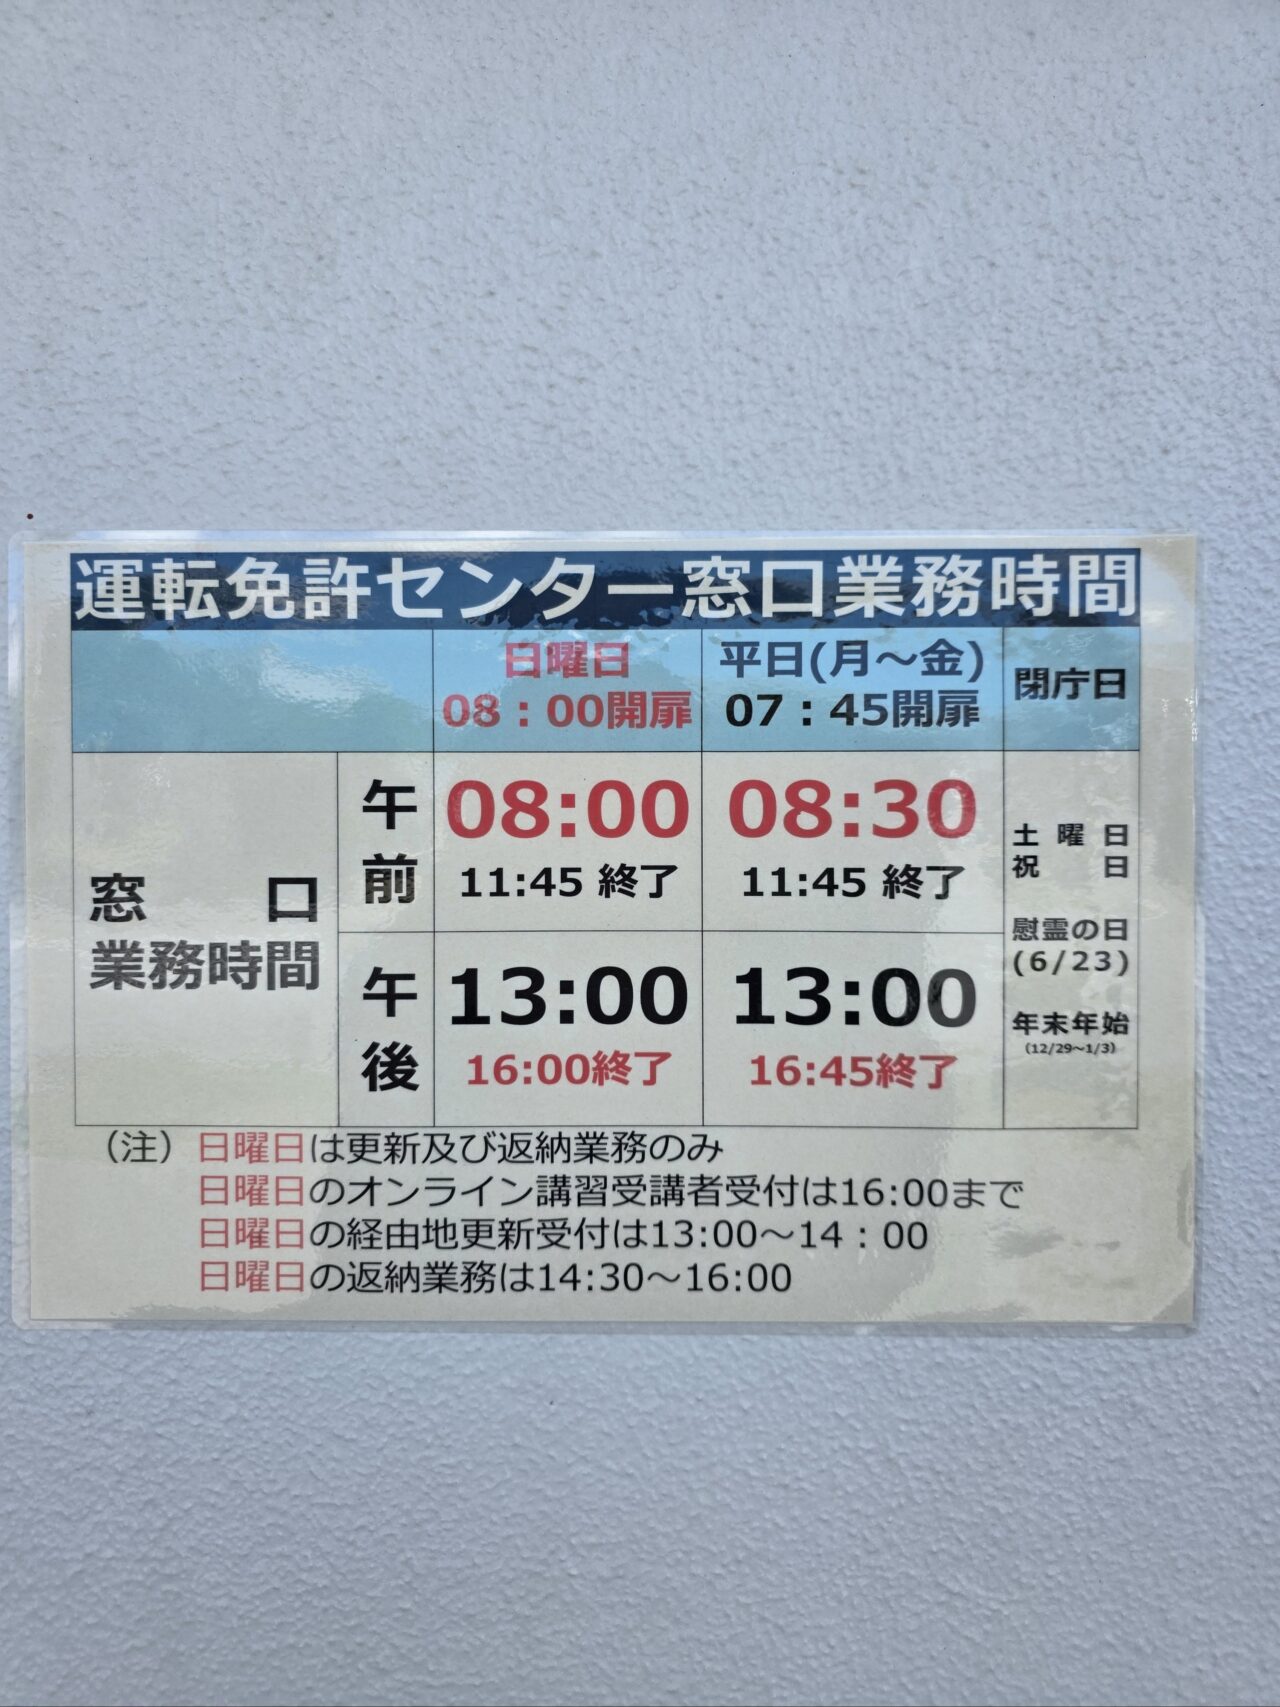 運転免許センター窓口業務時間
日曜日
08：00開扉
平日(月～金)
07：45開扉
閉庁日
窓口
業務時間
午前
08:00
11:45 終了
08:30
11:45 終了
午後
13:00
16:00終了
13:00
16:45終了
土曜日
祝日
慰霊の日
(6/23)
年末年始
(12/29～1/3)
（注）日曜日は更新及び返納業務のみ
日曜日のオンライン講習受講者受付は16:00まで
日曜日の経由地更新受付は13:00～14：00
日曜日の返納業務は14:30～16:00